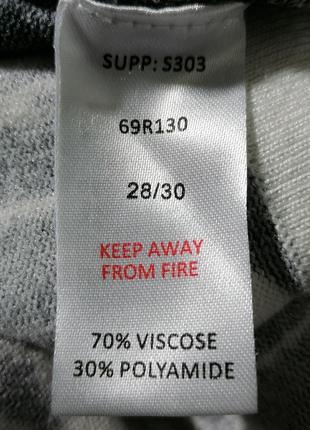 SUPP: S303
69R130
28/30
KEEP AWAY
FROM FIRE
70% VISCOSE
30% POLYAMIDE